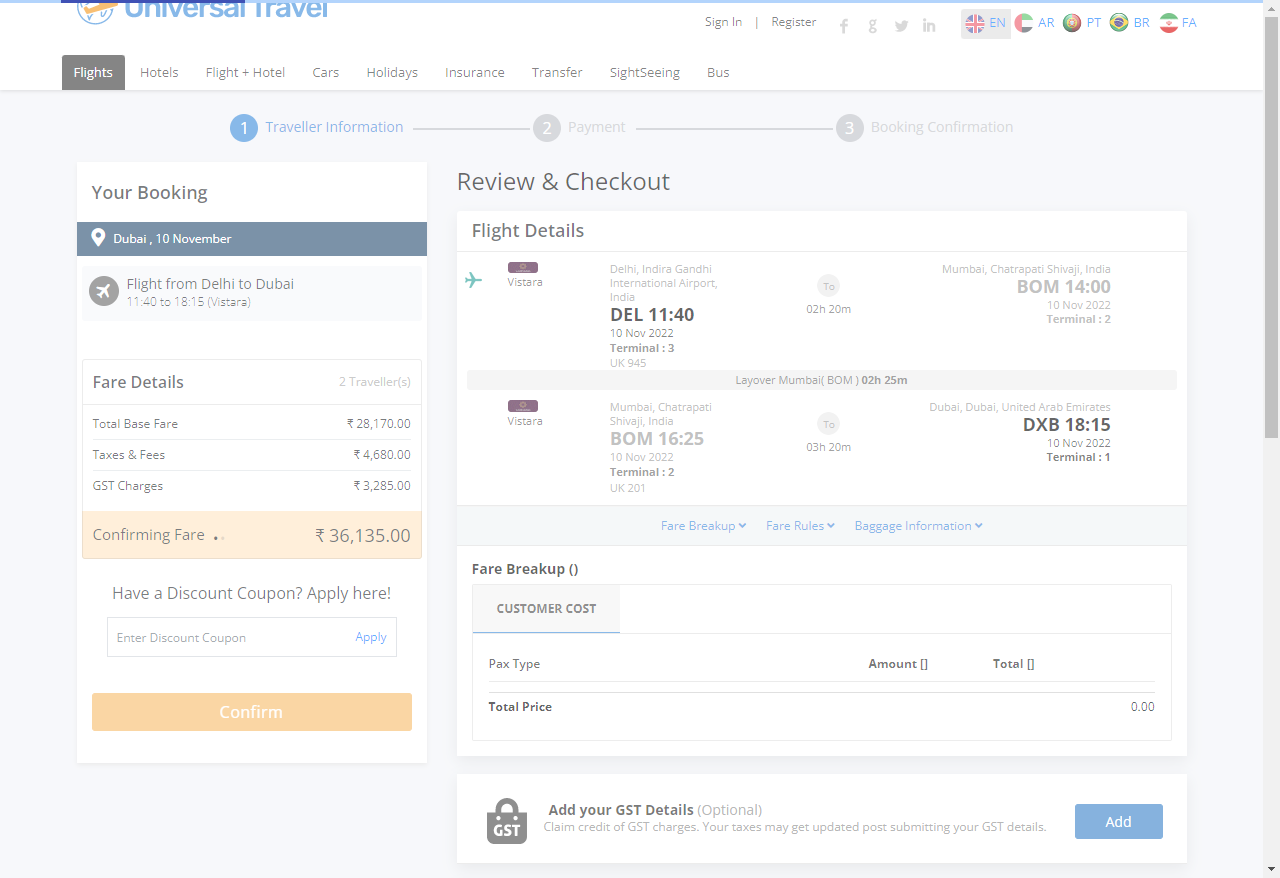 Universal Travel
Sign In | Register
EN AR PT BR FA
Flights Hotels Flight + Hotel Cars Holidays Insurance Transfer SightSeeing Bus
1 Traveller Information 2 Payment 3 Booking Confirmation
Your Booking
Dubai , 10 November
Flight from Delhi to Dubai
11:40 to 18:15 (Vistara)
Fare Details 2 Traveller(s)
Total Base Fare ₹ 28,170.00
Taxes & Fees ₹ 4,680.00
GST Charges ₹ 3,285.00
Confirming Fare ₹ 36,135.00
Have a Discount Coupon? Apply here!
Enter Discount Coupon Apply
Confirm
Review & Checkout
Flight Details
Vistara
Delhi, Indira Gandhi
International Airport,
India
DEL 11:40
10 Nov 2022
Terminal : 3
UK 945
To
02h 20m
Mumbai, Chatrapati Shivaji, India
BOM 14:00
10 Nov 2022
Terminal : 2
Layover Mumbai( BOM ) 02h 25m
Vistara
Mumbai, Chatrapati
Shivaji, India
BOM 16:25
10 Nov 2022
Terminal : 2
UK 201
To
03h 20m
Dubai, Dubai, United Arab Emirates
DXB 18:15
10 Nov 2022
Terminal : 1
Fare Breakup Fare Rules Baggage Information
Fare Breakup ()
CUSTOMER COST
Pax Type Amount [] Total []
Total Price 0.00
GST
Add your GST Details (Optional)
Claim credit of GST charges. Your taxes may get updated post submitting your GST details.
Add